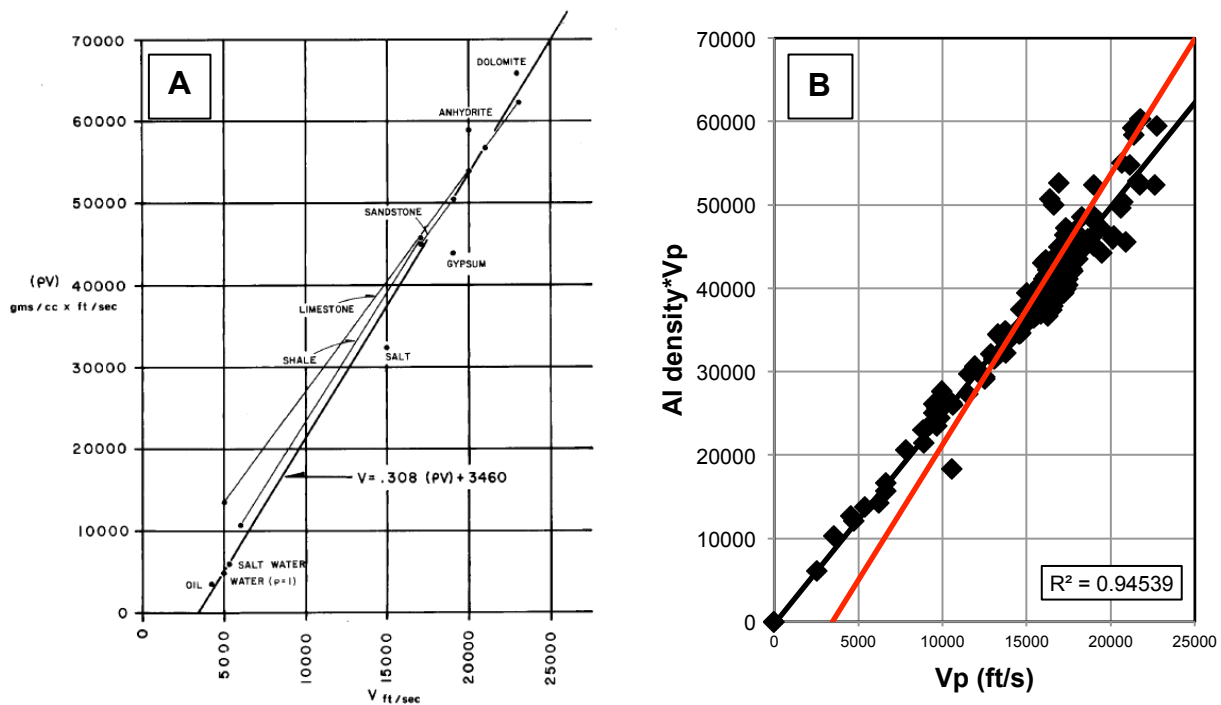 A
70000
60000
50000
40000
30000
20000
10000
0
(ρV)
gms/cc x ft/sec
DOLOMITE
ANHYDRITE
SANDSTONE
GYPSUM
LIMESTONE
SHALE
SALT
V=.308 (ρV)+3460
SALT WATER
OIL
WATER (ρ=1)
0
5000
10000
15000
20000
25000
V ft/sec
B
70000
60000
50000
40000
30000
20000
10000
0
AI density*Vp
R² = 0.94539
0
5000
10000
15000
20000
25000
Vp (ft/s)